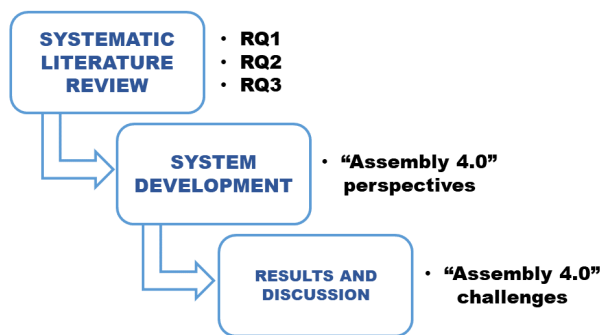 SYSTEMATIC
LITERATURE
REVIEW
• RQ1
• RQ2
• RQ3
SYSTEM
DEVELOPMENT
• “Assembly 4.0”
perspectives
RESULTS AND
DISCUSSION
• “Assembly 4.0”
challenges